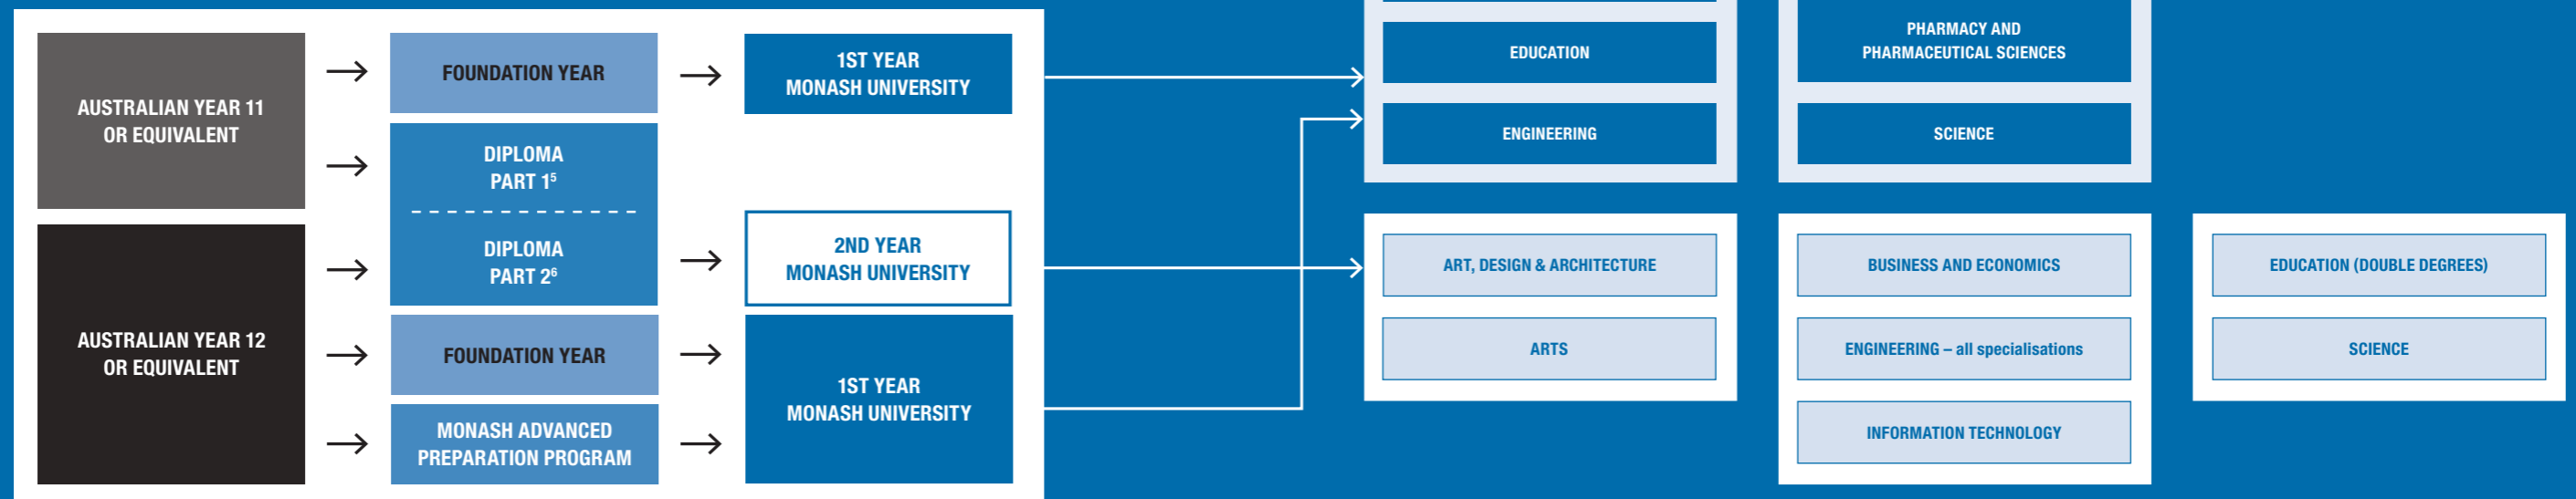 AUSTRALIAN YEAR 11
OR EQUIVALENT
FOUNDATION YEAR
1ST YEAR
MONASH UNIVERSITY
DIPLOMA
PART 1⁵
DIPLOMA
PART 2⁶
2ND YEAR
MONASH UNIVERSITY
AUSTRALIAN YEAR 12
OR EQUIVALENT
FOUNDATION YEAR
1ST YEAR
MONASH UNIVERSITY
MONASH ADVANCED
PREPARATION PROGRAM
EDUCATION
ENGINEERING
PHARMACY AND
PHARMACEUTICAL SCIENCES
SCIENCE
ART, DESIGN & ARCHITECTURE
ARTS
BUSINESS AND ECONOMICS
ENGINEERING – all specialisations
INFORMATION TECHNOLOGY
EDUCATION (DOUBLE DEGREES)
SCIENCE